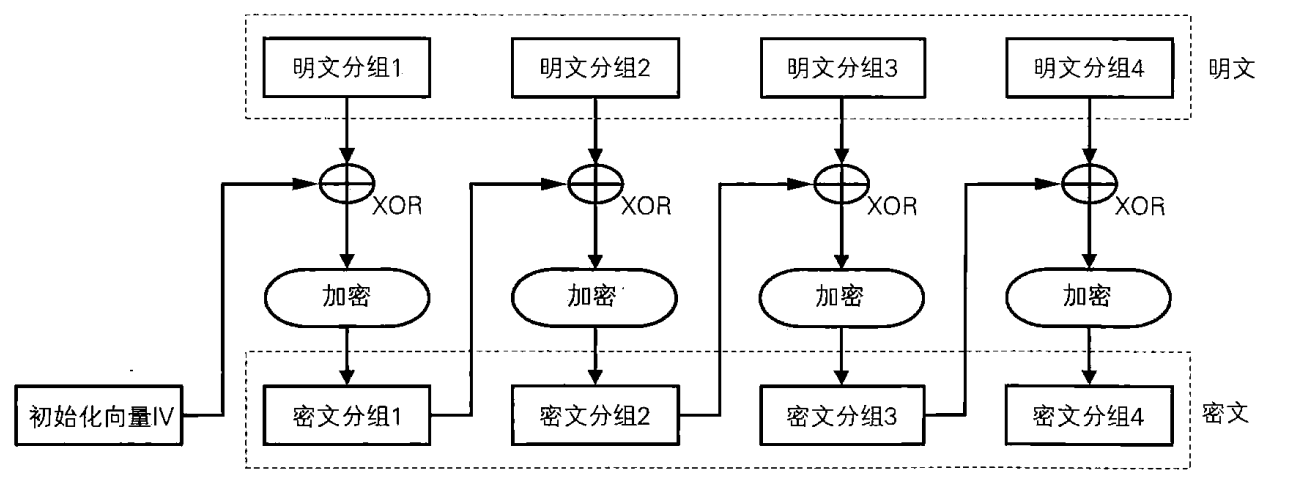 明文分组1
明文分组2
明文分组3
明文分组4
明文
XOR
XOR
XOR
XOR
加密
加密
加密
加密
初始化向量IV
密文分组1
密文分组2
密文分组3
密文分组4
密文